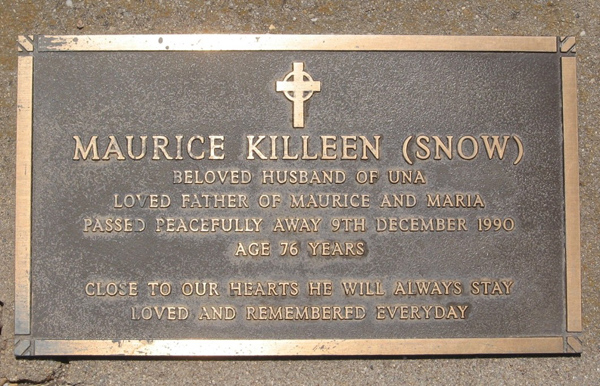 MAURICE KILLEEN (SNOW)
BELOVED HUSBAND OF UNA
LOVED FATHER OF MAURICE AND MARIA
PASSED PEACEFULLY AWAY 9TH DECEMBER 1990
AGE 76 YEARS
CLOSE TO OUR HEARTS HE WILL ALWAYS STAY
LOVED AND REMEMBERED EVERYDAY